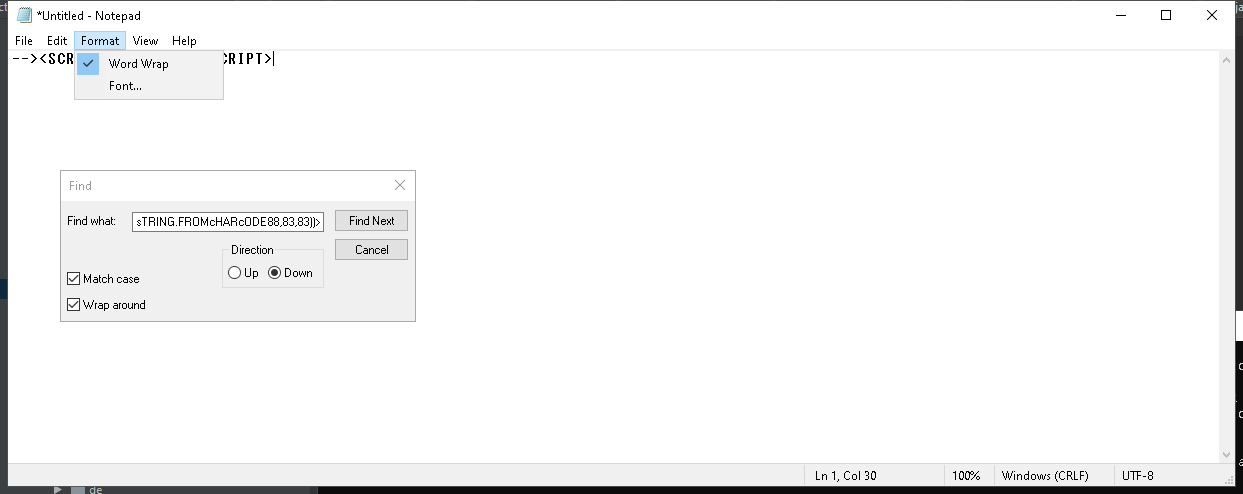 *Untitled - Notepad
File Edit Format View Help
--><SCR CRIPT>
Word Wrap
Font...
Find
Find what: sTRING.FROMcHARcODE88,83,83))> Find Next
Direction Cancel
Up Down
Match case
Wrap around
Ln 1, Col 30 100% Windows (CRLF) UTF-8
de